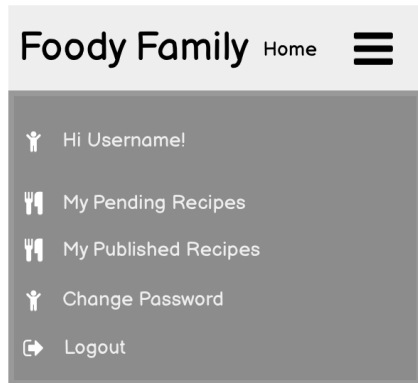 Foody Family Home
Hi Username!
My Pending Recipes
My Published Recipes
Change Password
Logout